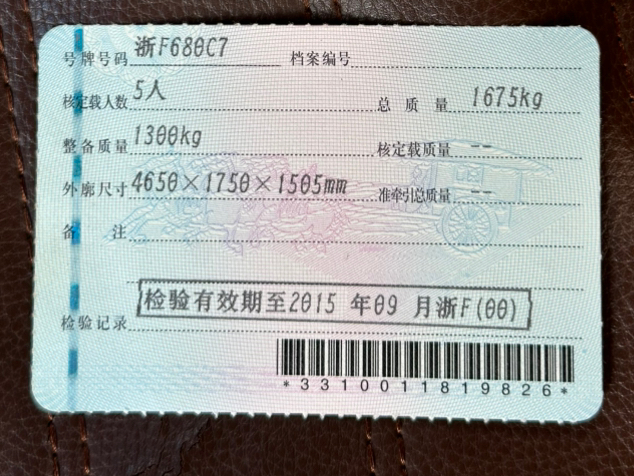 号牌号码 浙F680C7 档案编号
核定载人数 5人 总质量 1675kg
整备质量 1300kg 核定载质量 --
外廓尺寸 4650×1750×1505mm 准牵引总质量 --
备注
检验有效期至2015 年09 月浙F(00)
检验记录
*3310011819826*